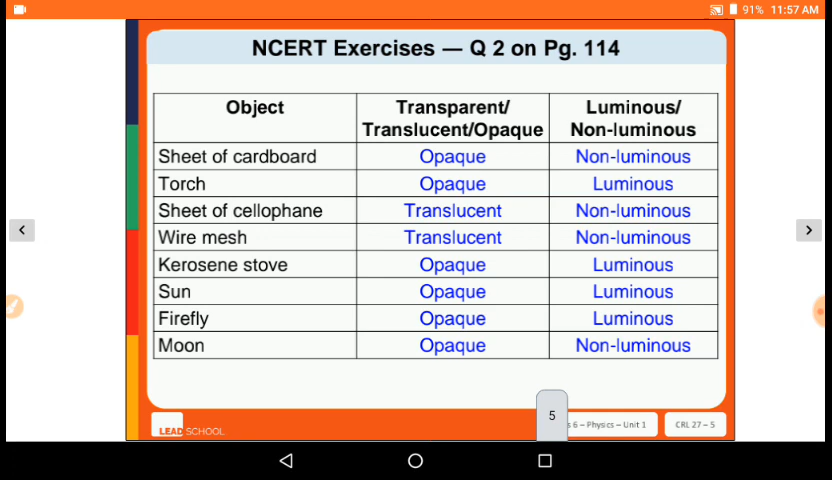 91% 11:57 AM
NCERT Exercises — Q 2 on Pg. 114
Object Transparent/ Translucent/Opaque Luminous/ Non-luminous
Sheet of cardboard Opaque Non-luminous
Torch Opaque Luminous
Sheet of cellophane Translucent Non-luminous
Wire mesh Translucent Non-luminous
Kerosene stove Opaque Luminous
Sun Opaque Luminous
Firefly Opaque Luminous
Moon Opaque Non-luminous
LEAD SCHOOL 5 s 6 – Physics – Unit 1 CRL 27 – 5